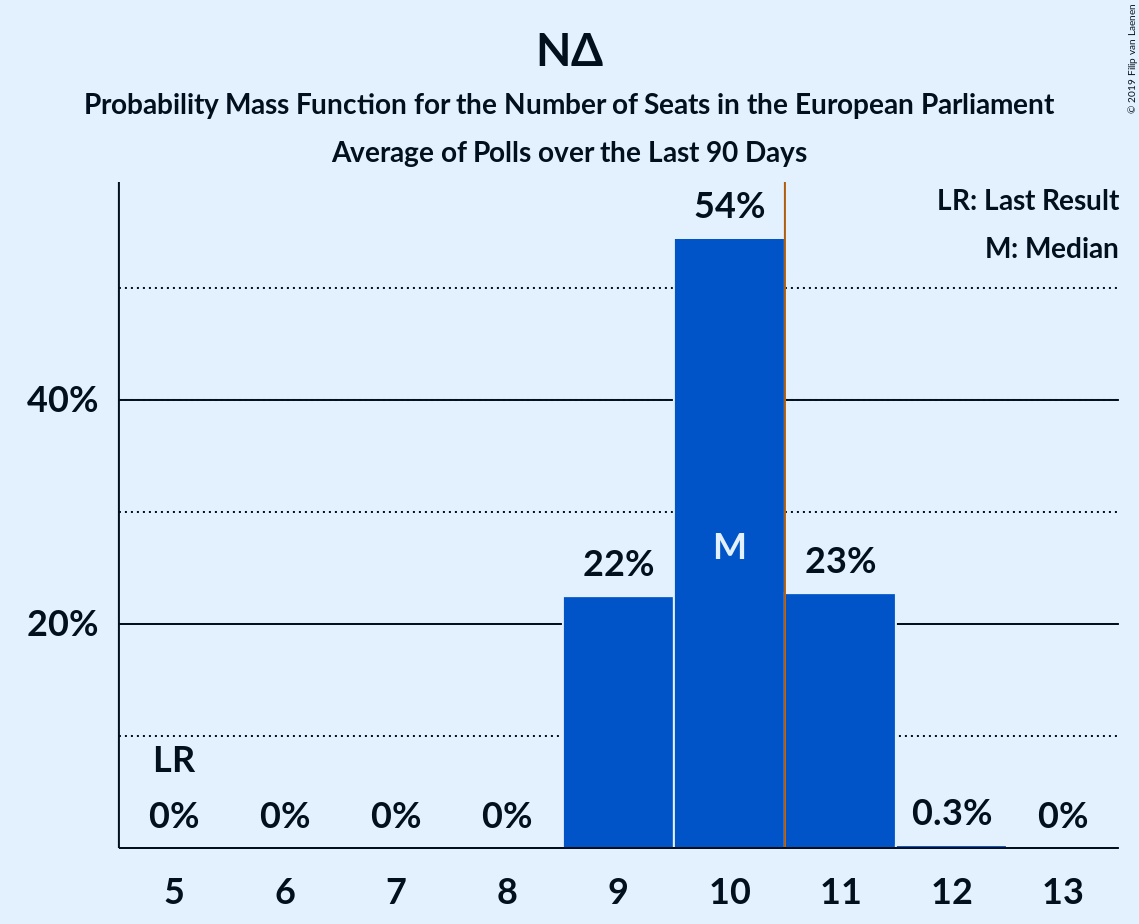 ΝΔ
Probability Mass Function for the Number of Seats in the European Parliament
Average of Polls over the Last 90 Days
© 2019 Filip van Laenen
LR: Last Result
M: Median
54%
40%
M
22%
23%
20%
LR
0%
0%
0%
0%
0.3%
0%
5
6
7
8
9
10
11
12
13